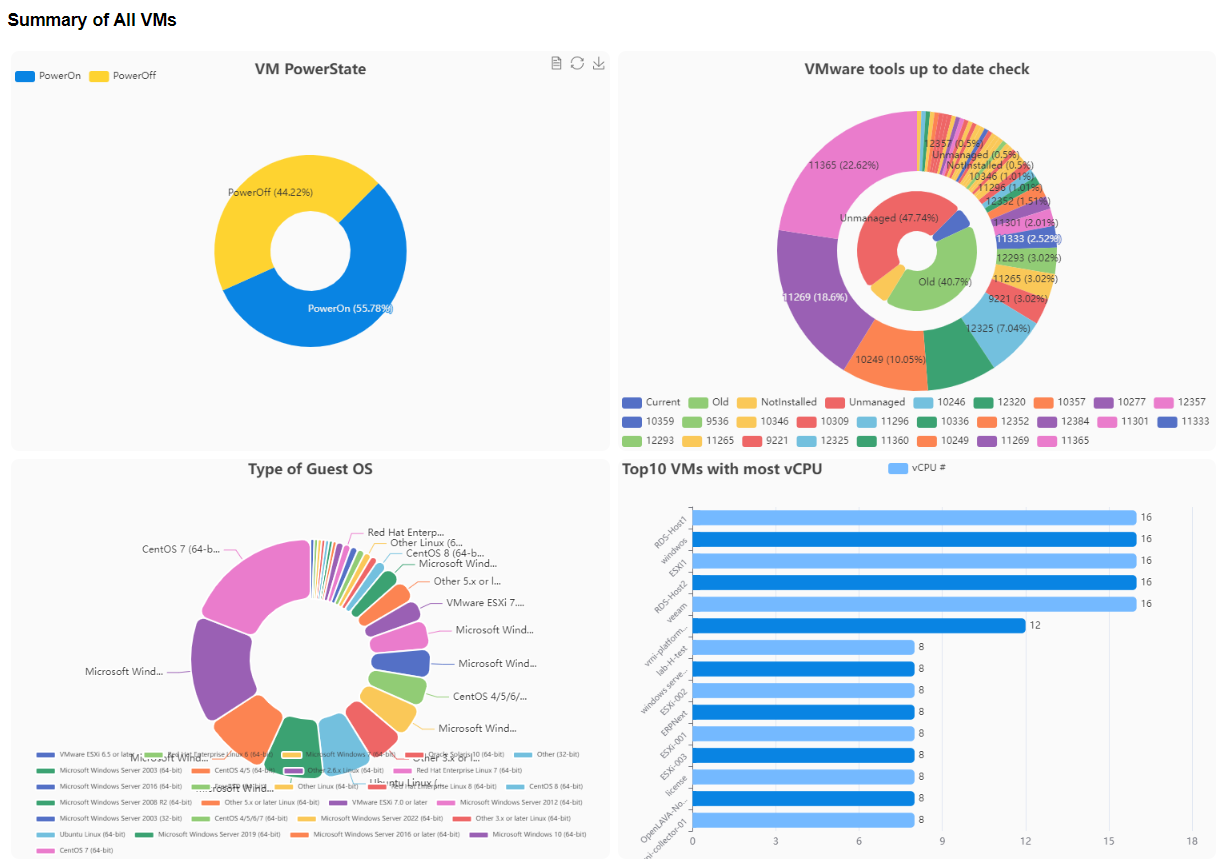 Summary of All VMs
PowerOn PowerOff
VM PowerState
PowerOff (44.22%)
PowerOn (55.78%)
VMware tools up to date check
12357 (0.5%)
Unmanaged (0.5%)
NotInstalled (0.5%)
10346 (1.01%)
11296 (1.01%)
12352 (1.51%)
11301 (2.01%)
11333 (2.52%)
12293 (3.02%)
11265 (3.02%)
9221 (3.02%)
12325 (7.04%)
10249 (10.05%)
11269 (18.6%)
11365 (22.62%)
Unmanaged (47.74%)
Old (40.7%)
Current Old NotInstalled Unmanaged 10246 12320 10357 10277 12357
10359 9536 10346 10309 11296 10336 12352 12384 11301 11333
12293 11265 9221 12325 11360 10249 11269 11365
Type of Guest OS
Red Hat Enterp...
Other Linux (6...
CentOS 8 (64-b...
Microsoft Wind...
Other 5.x or l...
VMware ESXi 7....
Microsoft Wind...
Microsoft Wind...
CentOS 4/5/6/...
Microsoft Wind...
Other 3.x or l...
Ubuntu Linux (...
Microsoft Wind...
Microsoft Wind...
Microsoft Wind...
CentOS 7 (64-b...
VMware ESXi 6.5 or later Red Hat Enterprise Linux 6 (64-bit) Microsoft Windows 7 (64-bit) Oracle Solaris 10 (64-bit) Other (32-bit)
Microsoft Windows Server 2003 (64-bit) CentOS 4/5 (64-bit) Other 2.6.x Linux (64-bit) Red Hat Enterprise Linux 7 (64-bit)
Microsoft Windows Server 2016 (64-bit) Other Linux (64-bit) Red Hat Enterprise Linux 8 (64-bit) CentOS 8 (64-bit)
Microsoft Windows Server 2008 R2 (64-bit) Other 5.x or later Linux (64-bit) VMware ESXi 7.0 or later Microsoft Windows Server 2012 (64-bit)
Microsoft Windows Server 2003 (32-bit) CentOS 4/5/6/7 (64-bit) Microsoft Windows Server 2022 (64-bit) Other 3.x or later Linux (64-bit)
Ubuntu Linux (64-bit) Microsoft Windows Server 2019 (64-bit) Microsoft Windows Server 2016 or later (64-bit) Microsoft Windows 10 (64-bit)
CentOS 7 (64-bit)
Top10 VMs with most vCPU
vCPU #
RDS-Host1 16
windwos 16
ESXi1 16
RDS-Host2 16
veeam 16
vrni-platform... 12
lab-H-test 8
windows serve... 8
ESXi-002 8
ERPNext 8
ESXi-001 8
ESXi-003 8
license 8
OpenLAVA-No... 8
8
0 3 6 9 12 15 18